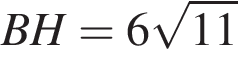 BH = 6√11